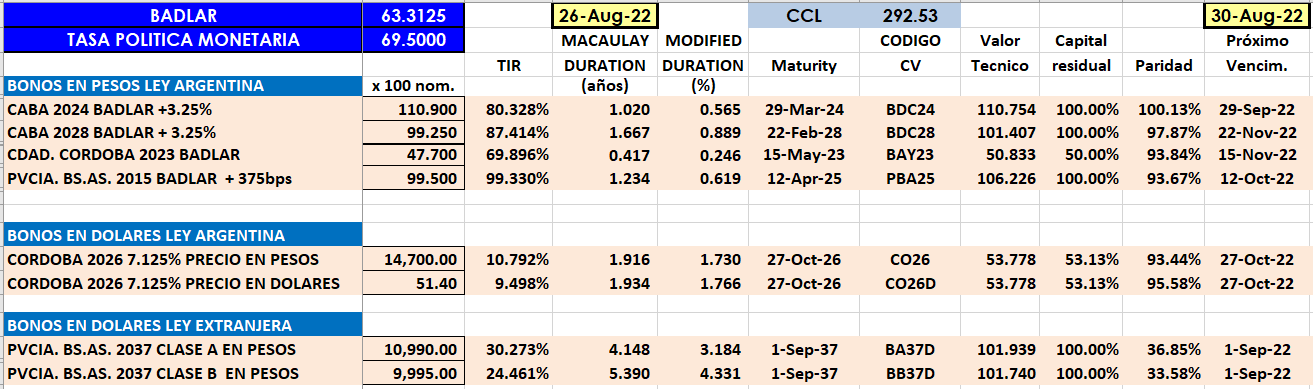 BADLAR 63.3125 26-Aug-22 CCL 292.53 30-Aug-22
TASA POLITICA MONETARIA 69.5000 MACAULAY MODIFIED CODIGO Valor Capital Próximo
TIR DURATION DURATION Maturity CV Tecnico residual Paridad Vencim.
BONOS EN PESOS LEY ARGENTINA x 100 nom. (años) (%)
CABA 2024 BADLAR +3.25% 110.900 80.328% 1.020 0.565 29-Mar-24 BDC24 110.754 100.00% 100.13% 29-Sep-22
CABA 2028 BADLAR + 3.25% 99.250 87.414% 1.667 0.889 22-Feb-28 BDC28 101.407 100.00% 97.87% 22-Nov-22
CDAD. CORDOBA 2023 BADLAR 47.700 69.896% 0.417 0.246 15-May-23 BAY23 50.833 50.00% 93.84% 15-Nov-22
PVCIA. BS.AS. 2015 BADLAR + 375bps 99.500 99.330% 1.234 0.619 12-Apr-25 PBA25 106.226 100.00% 93.67% 12-Oct-22
BONOS EN DOLARES LEY ARGENTINA
CORDOBA 2026 7.125% PRECIO EN PESOS 14,700.00 10.792% 1.916 1.730 27-Oct-26 CO26 53.778 53.13% 93.44% 27-Oct-22
CORDOBA 2026 7.125% PRECIO EN DOLARES 51.40 9.498% 1.934 1.766 27-Oct-26 CO26D 53.778 53.13% 95.58% 27-Oct-22
BONOS EN DOLARES LEY EXTRANJERA
PVCIA. BS.AS. 2037 CLASE A EN PESOS 10,990.00 30.273% 4.148 3.184 1-Sep-37 BA37D 101.939 100.00% 36.85% 1-Sep-22
PVCIA. BS.AS. 2037 CLASE B EN PESOS 9,995.00 24.461% 5.390 4.331 1-Sep-37 BB37D 101.740 100.00% 33.58% 1-Sep-22